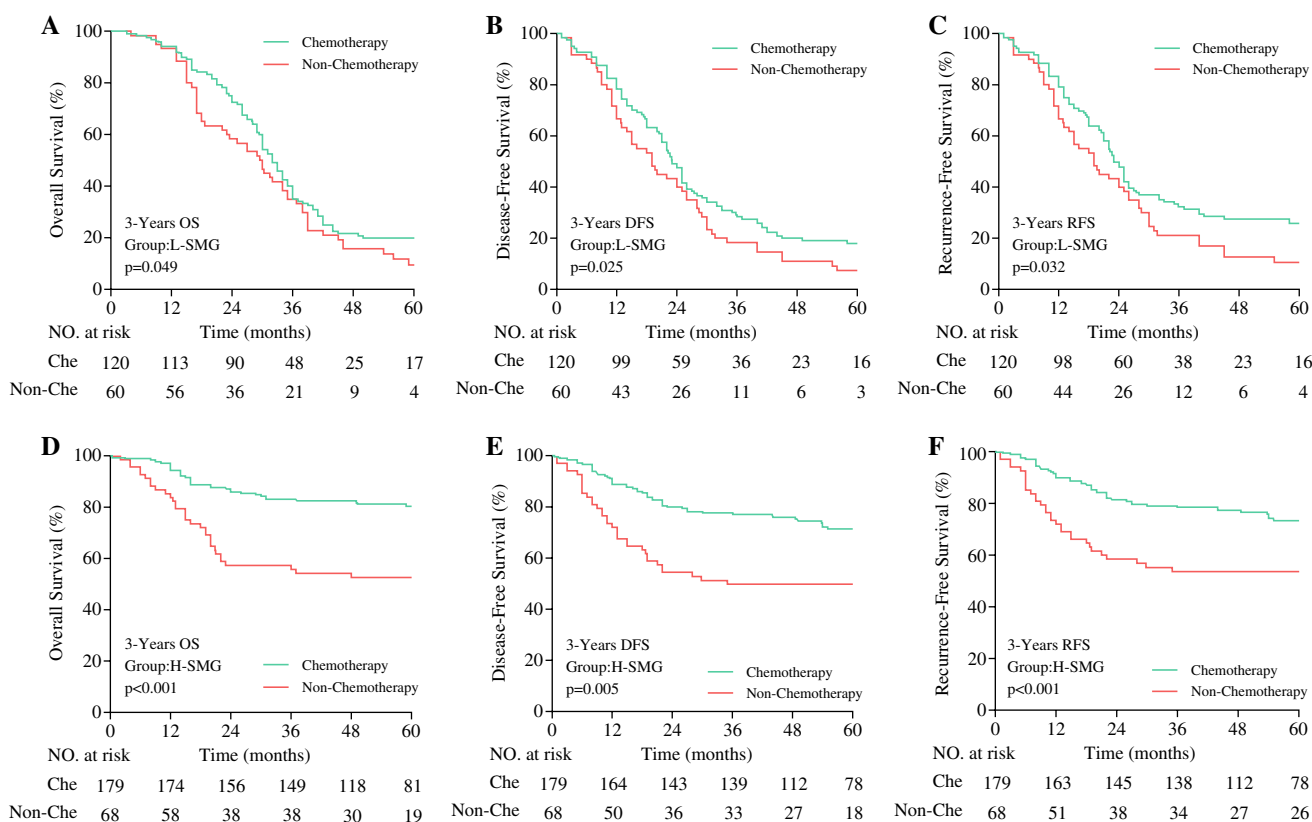 A
100
80
60
40
20
0
Overall Survival (%)
Chemotherapy
Non-Chemotherapy
3-Years OS
Group:L-SMG
p=0.049
0 12 24 36 48 60
NO. at risk Time (months)
Che 120 113 90 48 25 17
Non-Che 60 56 36 21 9 4
B
100
80
60
40
20
0
Disease-Free Survival (%)
Chemotherapy
Non-Chemotherapy
3-Years DFS
Group:L-SMG
p=0.025
0 12 24 36 48 60
NO. at risk Time (months)
Che 120 99 59 36 23 16
Non-Che 60 43 26 11 6 3
C
100
80
60
40
20
0
Recurrence-Free Survival (%)
Chemotherapy
Non-Chemotherapy
3-Years RFS
Group:L-SMG
p=0.032
0 12 24 36 48 60
NO. at risk Time (months)
Che 120 98 60 38 23 16
Non-Che 60 44 26 12 6 4
D
100
80
60
40
20
0
Overall Survival (%)
3-Years OS
Group:H-SMG
p<0.001
Chemotherapy
Non-Chemotherapy
0 12 24 36 48 60
NO. at risk Time (months)
Che 179 174 156 149 118 81
Non-Che 68 58 38 38 30 19
E
100
80
60
40
20
0
Disease-Free Survival (%)
3-Years DFS
Group:H-SMG
p=0.005
Chemotherapy
Non-Chemotherapy
0 12 24 36 48 60
NO. at risk Time (months)
Che 179 164 143 139 112 78
Non-Che 68 50 36 33 27 18
F
100
80
60
40
20
0
Recurrence-Free Survival (%)
3-Years RFS
Group:H-SMG
p<0.001
Chemotherapy
Non-Chemotherapy
0 12 24 36 48 60
NO. at risk Time (months)
Che 179 163 145 138 112 78
Non-Che 68 51 38 34 27 26